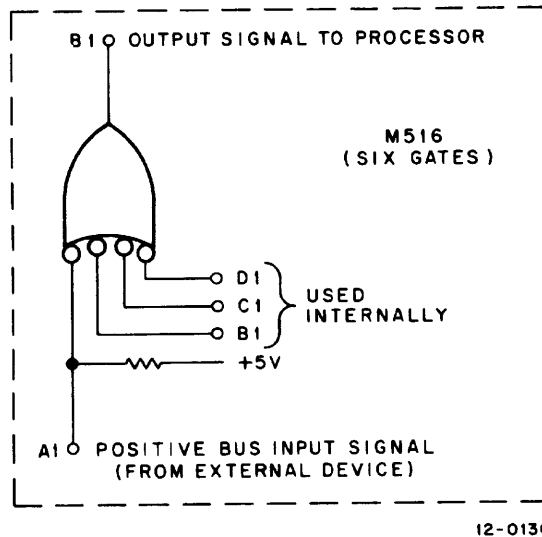 B1 OUTPUT SIGNAL TO PROCESSOR
M516
(SIX GATES)
D1
C1
B1
USED
INTERNALLY
+5V
A1 POSITIVE BUS INPUT SIGNAL
(FROM EXTERNAL DEVICE)